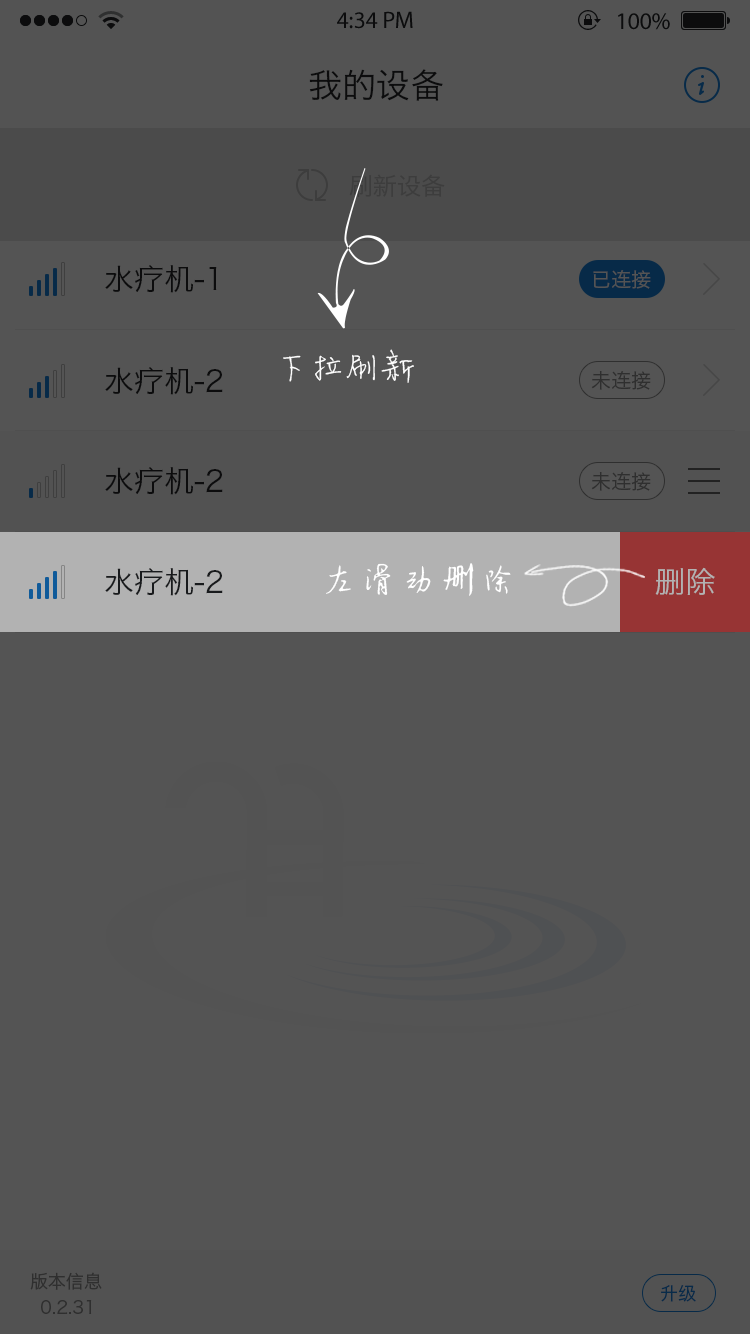 4:34 PM 100%
我的设备
刷新设备
水疗机-1 已连接
下拉刷新
水疗机-2 未连接
水疗机-2 未连接
水疗机-2 左滑动删除 删除
版本信息
0.2.31 升级